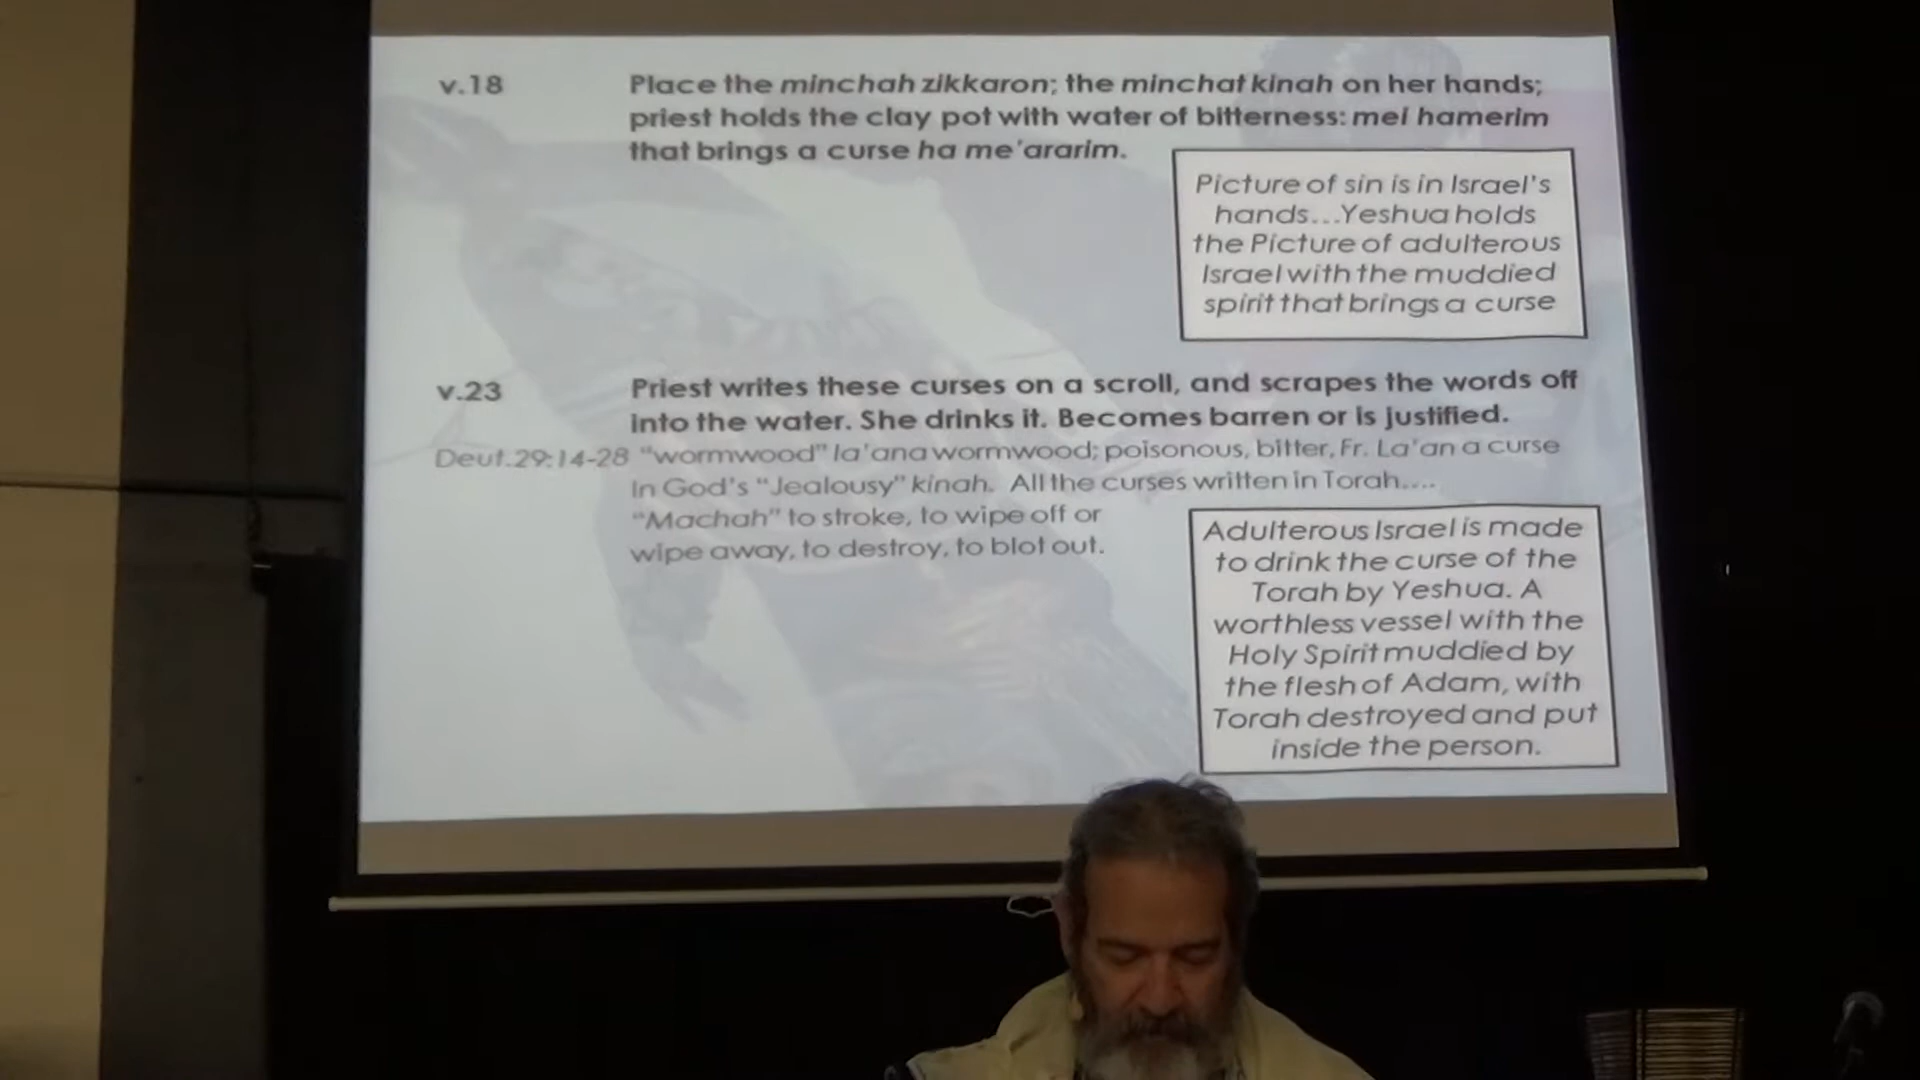 v.18 Place the minchah zikkaron; the minchat kinah on her hands;
priest holds the clay pot with water of bitterness: mei hamerim
that brings a curse ha me'ararim.
Picture of sin is in Israel's
hands...Yeshua holds
the Picture of adulterous
Israel with the muddied
spirit that brings a curse
v.23 Priest writes these curses on a scroll, and scrapes the words off
into the water. She drinks it. Becomes barren or is justified.
Deut.29:14-28 "wormwood" la'ana wormwood; poisonous, bitter, Fr. La'an a curse
In God's "Jealousy" kinah. All the curses written in Torah....
"Machah" to stroke, to wipe off or
wipe away, to destroy, to blot out.
Adulterous Israel is made
to drink the curse of the
Torah by Yeshua. A
worthless vessel with the
Holy Spirit muddied by
the flesh of Adam, with
Torah destroyed and put
inside the person.